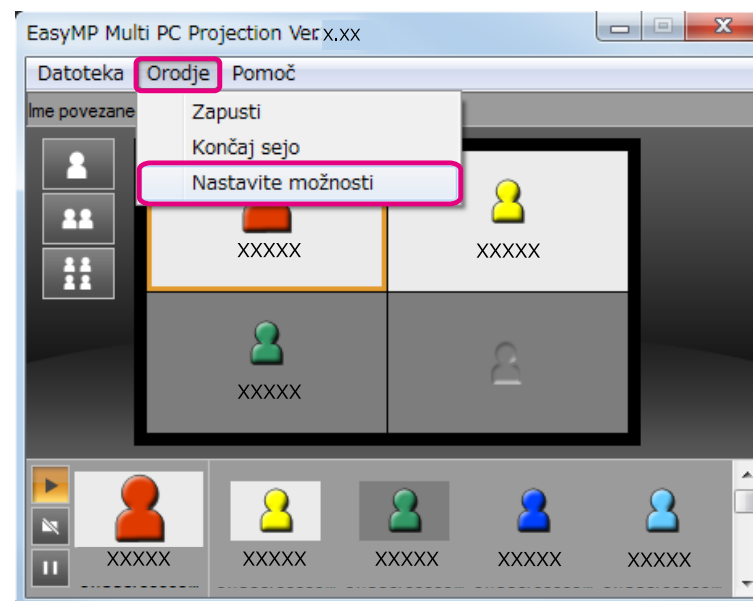 EasyMP Multi PC Projection Ver.x.xx
Datoteka Orodje Pomoč
Ime povezane
Zapusti
Končaj sejo
Nastavite možnosti
XXXXX XXXXX
XXXXX
XXXXX XXXXX XXXXX XXXXX XXXXX